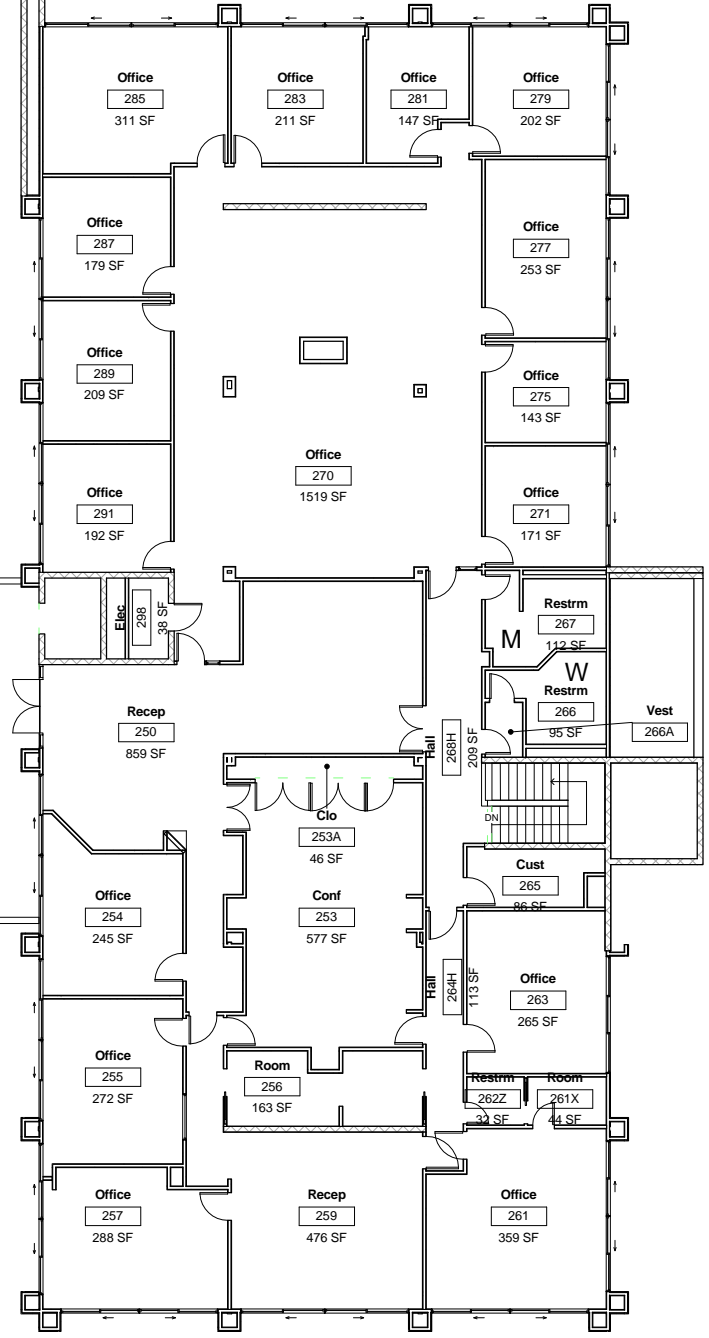 Office
285
311 SF
Office
283
211 SF
Office
281
147 SF
Office
279
202 SF
Office
287
179 SF
Office
277
253 SF
Office
289
209 SF
Office
275
143 SF
Office
270
1519 SF
Office
291
192 SF
Office
271
171 SF
Elec
298
38 SF
M
Restrm
267
112 SF
W
Restrm
266
95 SF
Vest
266A
Recep
250
859 SF
Hall
268H
209 SF
DN
Clo
253A
46 SF
Cust
265
86 SF
Conf
253
577 SF
Office
254
245 SF
Hall
264H
113 SF
Office
263
265 SF
Office
255
272 SF
Room
256
163 SF
Restrm
262Z
32 SF
Room
261X
44 SF
Office
257
288 SF
Recep
259
476 SF
Office
261
359 SF